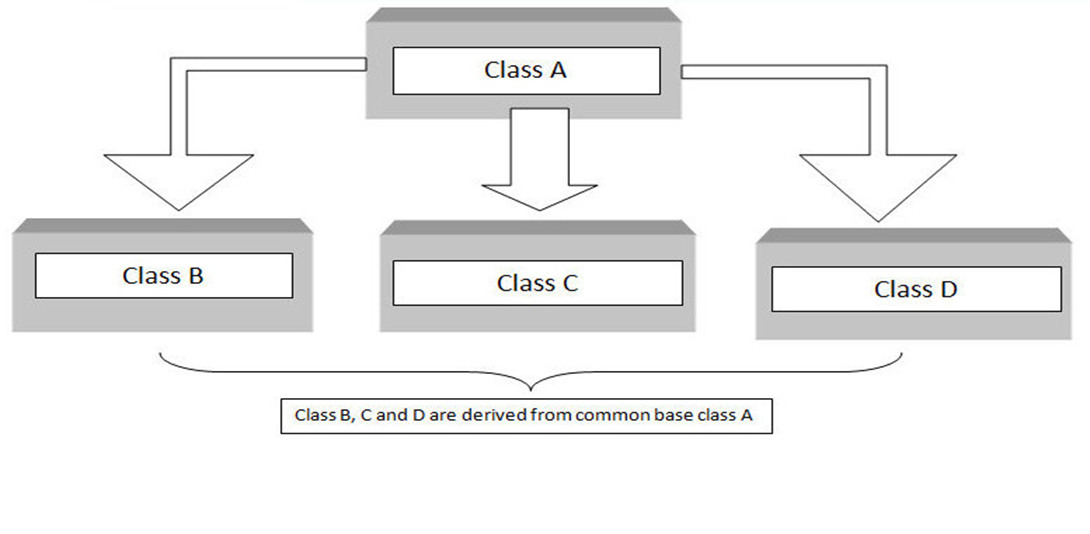 Class A
Class B
Class C
Class D
Class B, C and D are derived from common base class A